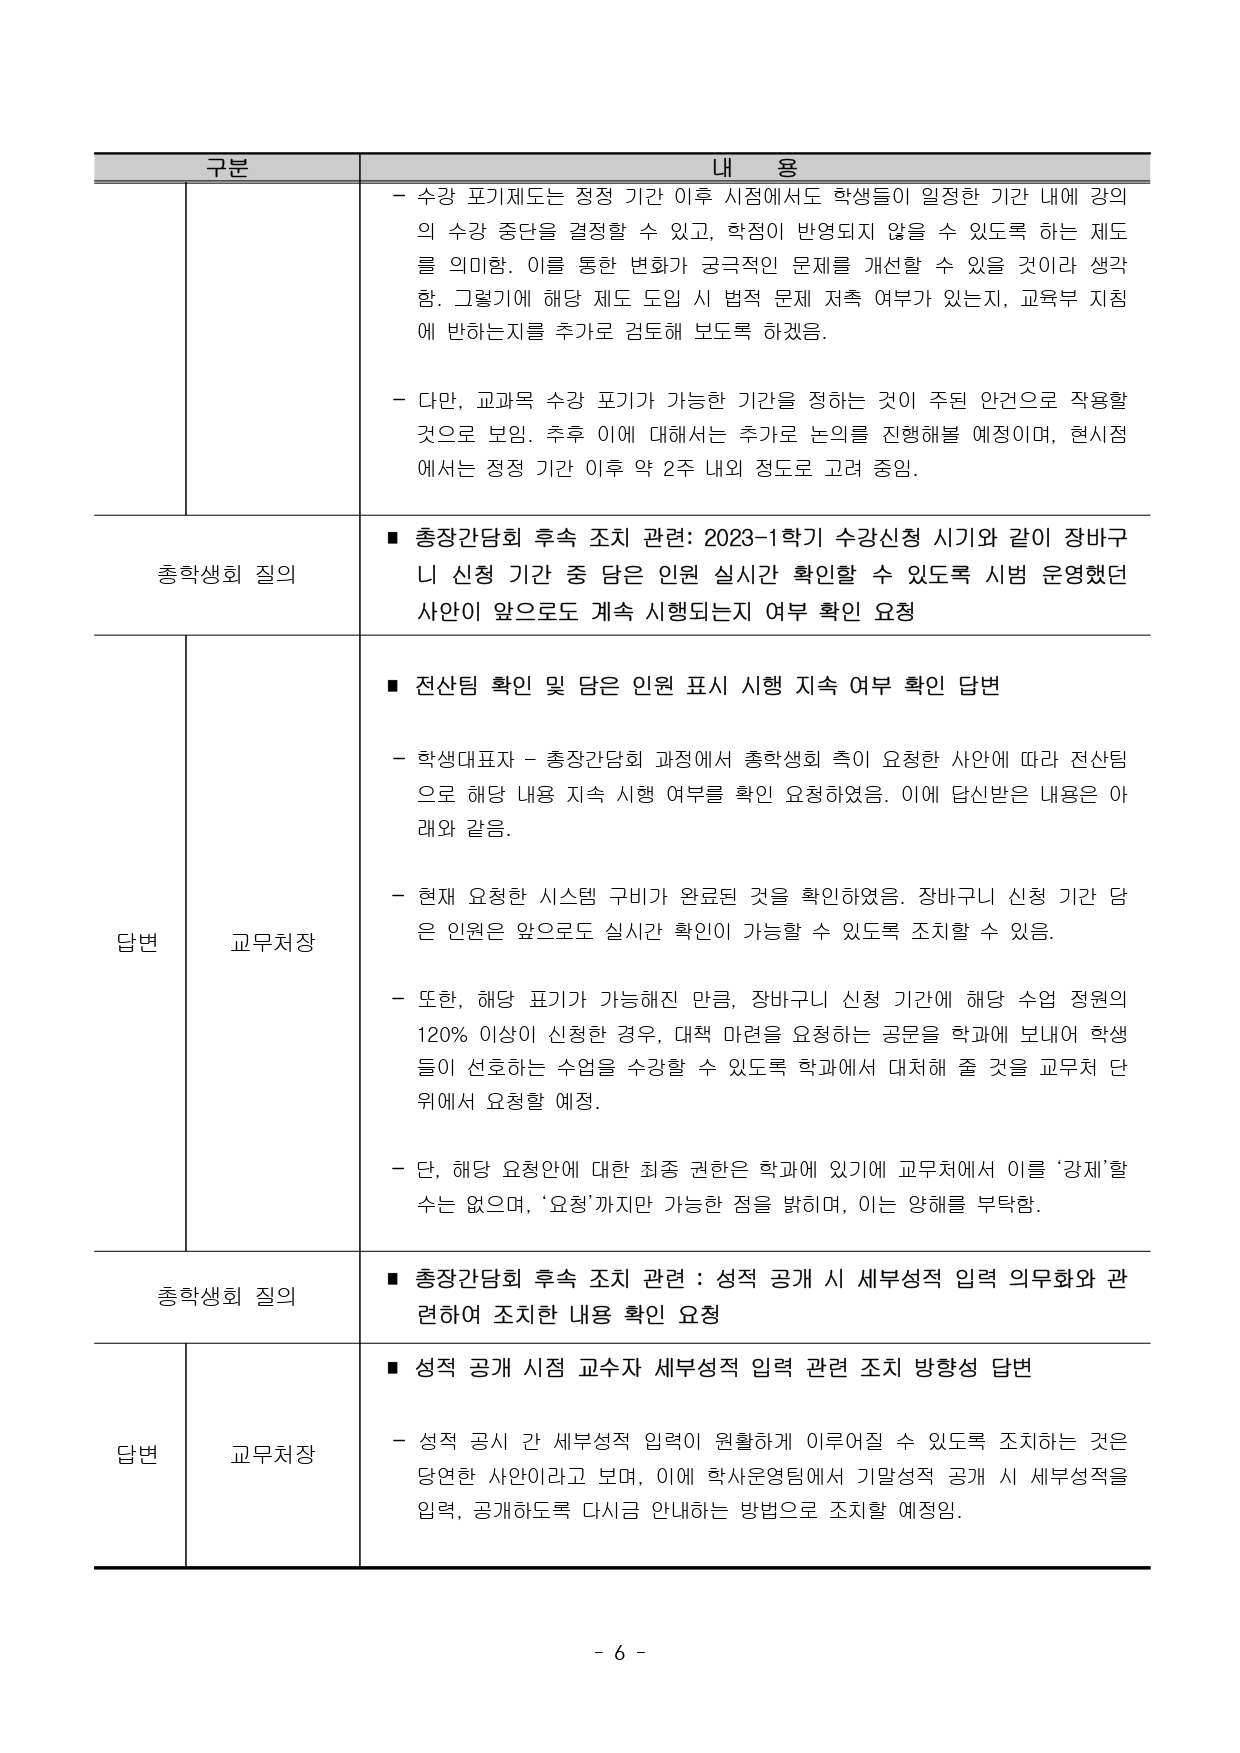 구분 내 용
- 수강 포기제도는 정정 기간 이후 시점에서도 학생들이 일정한 기간 내에 강의
의 수강 중단을 결정할 수 있고, 학점이 반영되지 않을 수 있도록 하는 제도
를 의미함. 이를 통한 변화가 궁극적인 문제를 개선할 수 있을 것이라 생각
함. 그렇기에 해당 제도 도입 시 법적 문제 저촉 여부가 있는지, 교육부 지침
에 반하는지를 추가로 검토해 보도록 하겠음.
- 다만, 교과목 수강 포기가 가능한 기간을 정하는 것이 주된 안건으로 작용할
것으로 보임. 추후 이에 대해서는 추가로 논의를 진행해볼 예정이며, 현시점
에서는 정정 기간 이후 약 2주 내외 정도로 고려 중임.
■ 총장간담회 후속 조치 관련: 2023-1학기 수강신청 시기와 같이 장바구
총학생회 질의
니 신청 기간 중 담은 인원 실시간 확인할 수 있도록 시범 운영했던
사안이 앞으로도 계속 시행되는지 여부 확인 요청
■ 전산팀 확인 및 담은 인원 표시 시행 지속 여부 확인 답변
- 학생대표자 - 총장간담회 과정에서 총학생회 측이 요청한 사안에 따라 전산팀
으로 해당 내용 지속 시행 여부를 확인 요청하였음. 이에 답신받은 내용은 아
래와 같음.
- 현재 요청한 시스템 구비가 완료된 것을 확인하였음. 장바구니 신청 기간 담
은 인원은 앞으로도 실시간 확인이 가능할 수 있도록 조치할 수 있음.
답변 교무처장
- 또한, 해당 표기가 가능해진 만큼, 장바구니 신청 기간에 해당 수업 정원의
120% 이상이 신청한 경우, 대책 마련을 요청하는 공문을 학과에 보내어 학생
들이 선호하는 수업을 수강할 수 있도록 학과에서 대처해 줄 것을 교무처 단
위에서 요청할 예정.
- 단, 해당 요청안에 대한 최종 권한은 학과에 있기에 교무처에서 이를 ‘강제’할
수는 없으며, ‘요청’까지만 가능한 점을 밝히며, 이는 양해를 부탁함.
■ 총장간담회 후속 조치 관련 : 성적 공개 시 세부성적 입력 의무화와 관
총학생회 질의
련하여 조치한 내용 확인 요청
■ 성적 공개 시점 교수자 세부성적 입력 관련 조치 방향성 답변
- 성적 공시 간 세부성적 입력이 원활하게 이루어질 수 있도록 조치하는 것은
답변 교무처장
당연한 사안이라고 보며, 이에 학사운영팀에서 기말성적 공개 시 세부성적을
입력, 공개하도록 다시금 안내하는 방법으로 조치할 예정임.
- 6 -